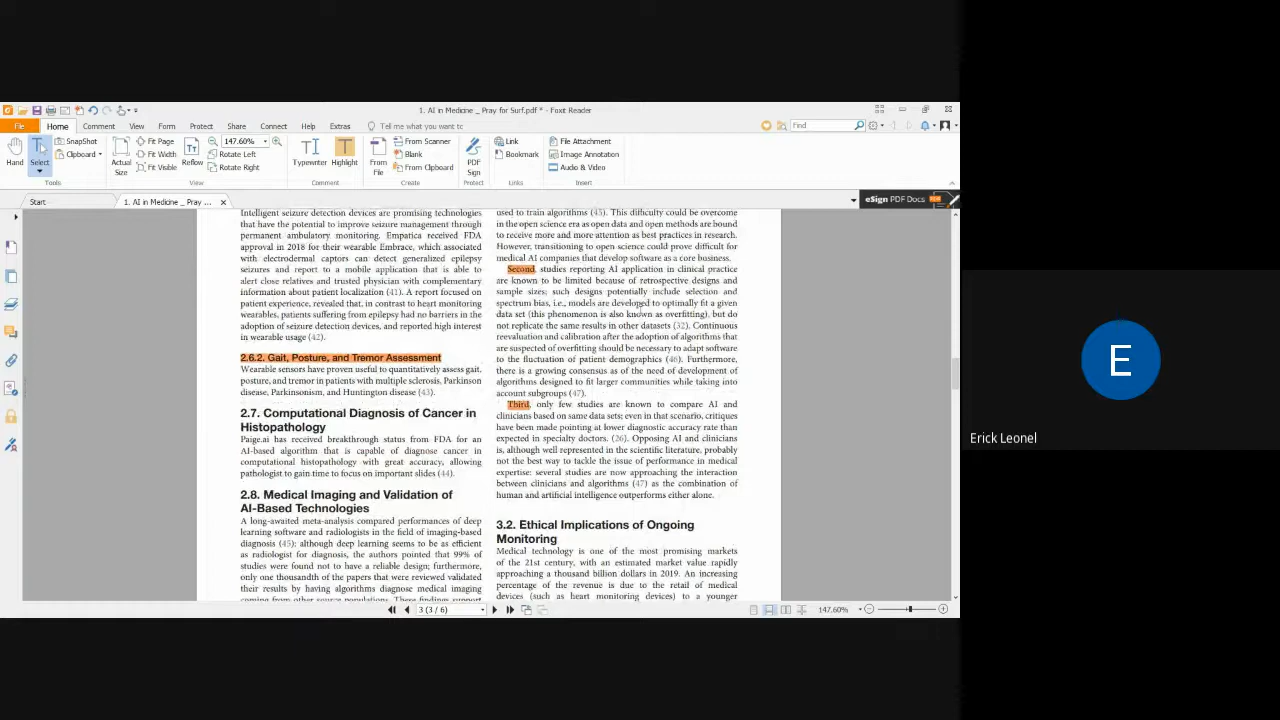 1. AI in Medicine _ Pray for Surf.pdf * - Foxit Reader
File Home Comment View Form Protect Share Connect Help Extras Tell me what you want to Find
Hand
Select
SnapShot
Clipboard
Tools
Actual Size
Fit Page
Fit Width
Fit Visible
Reflow
147.60%
Rotate Left
Rotate Right
View
Typewriter
Highlight
Comment
From File
From Scanner
Blank
From Clipboard
Create
PDF Sign
Protect
Link
Bookmark
Links
File Attachment
Image Annotation
Audio & Video
Insert
Start
1. AI in Medicine _ Pray ...
eSign PDF Docs
Intelligent seizure detection devices are promising technologies
that have the potential to improve seizure management through
permanent ambulatory monitoring. Empatica received FDA
approval in 2018 for their wearable Embrace, which associated
with electrodermal captors can detect generalized epilepsy
seizures and report to a mobile application that is able to
alert close relatives and trusted physician with complementary
information about patient localization (41). A report focused on
patient experience, revealed that, in contrast to heart monitoring
wearables, patients suffering from epilepsy had no barriers in the
adoption of seizure detection devices, and reported high interest
in wearable usage (42).
2.6.2. Gait, Posture, and Tremor Assessment
Wearable sensors have proven useful to quantitatively assess gait,
posture, and tremor in patients with multiple sclerosis, Parkinson
disease, Parkinsonism, and Huntington disease (43).
2.7. Computational Diagnosis of Cancer in
Histopathology
Paige.ai has received breakthrough status from FDA for an
AI-based algorithm that is capable of diagnose cancer in
computational histopathology with great accuracy, allowing
pathologist to gain time to focus on important slides (44).
2.8. Medical Imaging and Validation of
AI-Based Technologies
A long-awaited meta-analysis compared performances of deep
learning software and radiologists in the field of imaging-based
diagnosis (45): although deep learning seems to be as efficient
as radiologist for diagnosis, the authors pointed that 99% of
studies were found not to have a reliable design; furthermore,
only one thousandth of the papers that were reviewed validated
their results by having algorithms diagnose medical imaging
coming from other source populations. These findings support
used to train algorithms (45). This difficulty could be overcome
in the open science era as open data and open methods are bound
to receive more and more attention as best practices in research.
However, transitioning to open science could prove difficult for
medical AI companies that develop software as a core business.
Second, studies reporting AI application in clinical practice
are known to be limited because of retrospective designs and
sample sizes; such designs potentially include selection and
spectrum bias, i.e., models are developed to optimally fit a given
data set (this phenomenon is also known as overfitting), but do
not replicate the same results in other datasets (32). Continuous
reevaluation and calibration after the adoption of algorithms that
are suspected of overfitting should be necessary to adapt software
to the fluctuation of patient demographics (46). Furthermore,
there is a growing consensus as of the need of development of
algorithms designed to fit larger communities while taking into
account subgroups (47).
Third, only few studies are known to compare AI and
clinicians based on same data sets; even in that scenario, critiques
have been made pointing at lower diagnostic accuracy rate than
expected in specialty doctors. (26). Opposing AI and clinicians
is, although well represented in the scientific literature, probably
not the best way to tackle the issue of performance in medical
expertise: several studies are now approaching the interaction
between clinicians and algorithms (47) as the combination of
human and artificial intelligence outperforms either alone.
3.2. Ethical Implications of Ongoing
Monitoring
Medical technology is one of the most promising markets
of the 21st century, with an estimated market value rapidly
approaching a thousand billion dollars in 2019. An increasing
percentage of the revenue is due to the retail of medical
devices (such as heart monitoring devices) to a younger
3 (3 / 6)
147.60%
E
Erick Leonel